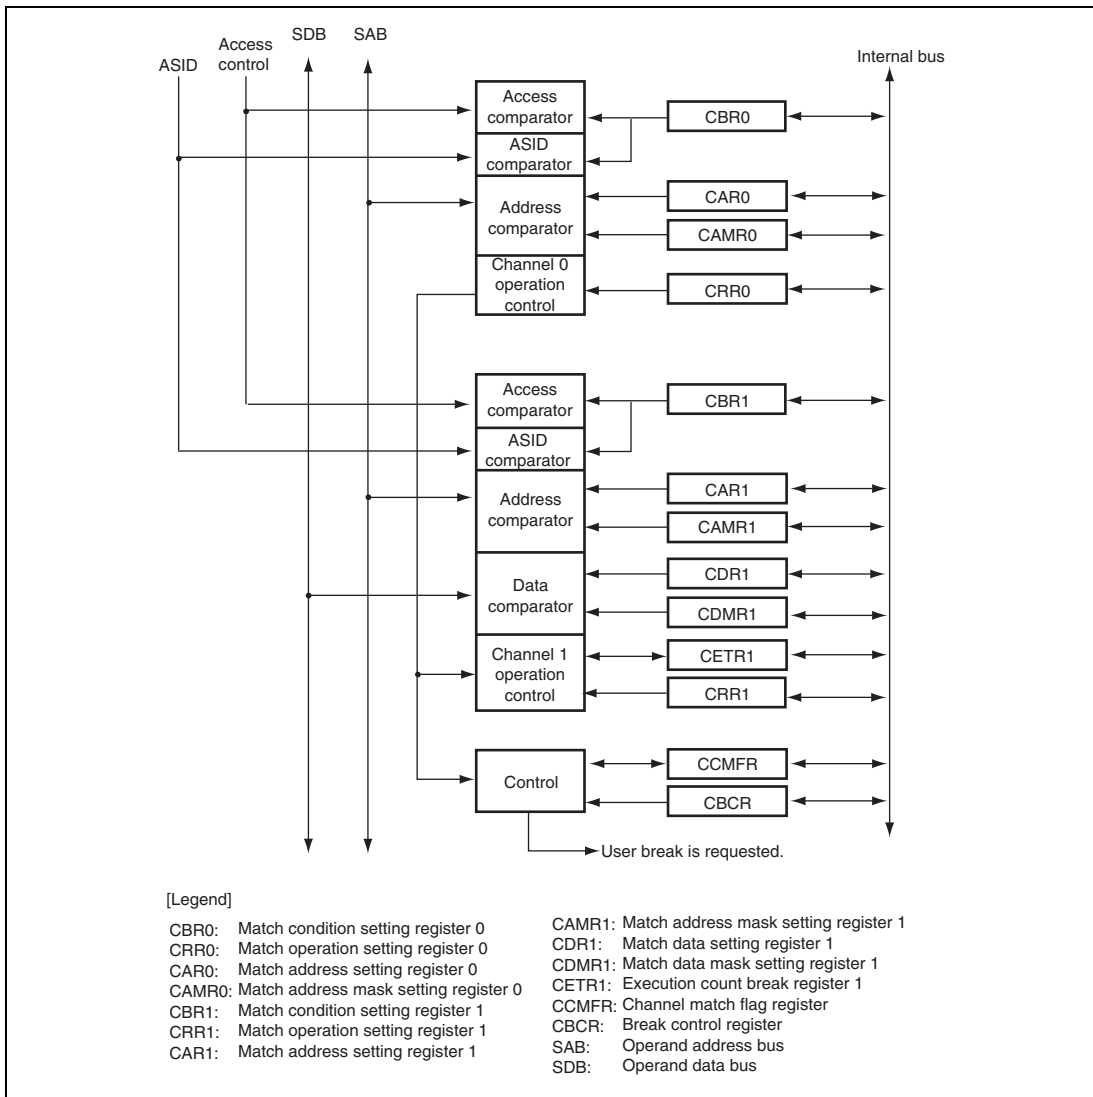 SDB SAB
Access
control
ASID
Internal bus
Access
comparator
CBR0
ASID
comparator
Address
comparator
CAR0
CAMR0
Channel 0
operation
control
CRR0
Access
comparator
CBR1
ASID
comparator
Address
comparator
CAR1
CAMR1
Data
comparator
CDR1
CDMR1
Channel 1
operation
control
CETR1
CRR1
Control
CCMFR
CBCR
User break is requested.
[Legend]
CBR0: Match condition setting register 0
CRR0: Match operation setting register 0
CAR0: Match address setting register 0
CAMR0: Match address mask setting register 0
CBR1: Match condition setting register 1
CRR1: Match operation setting register 1
CAR1: Match address setting register 1
CAMR1: Match address mask setting register 1
CDR1: Match data setting register 1
CDMR1: Match data mask setting register 1
CETR1: Execution count break register 1
CCMFR: Channel match flag register
CBCR: Break control register
SAB: Operand address bus
SDB: Operand data bus